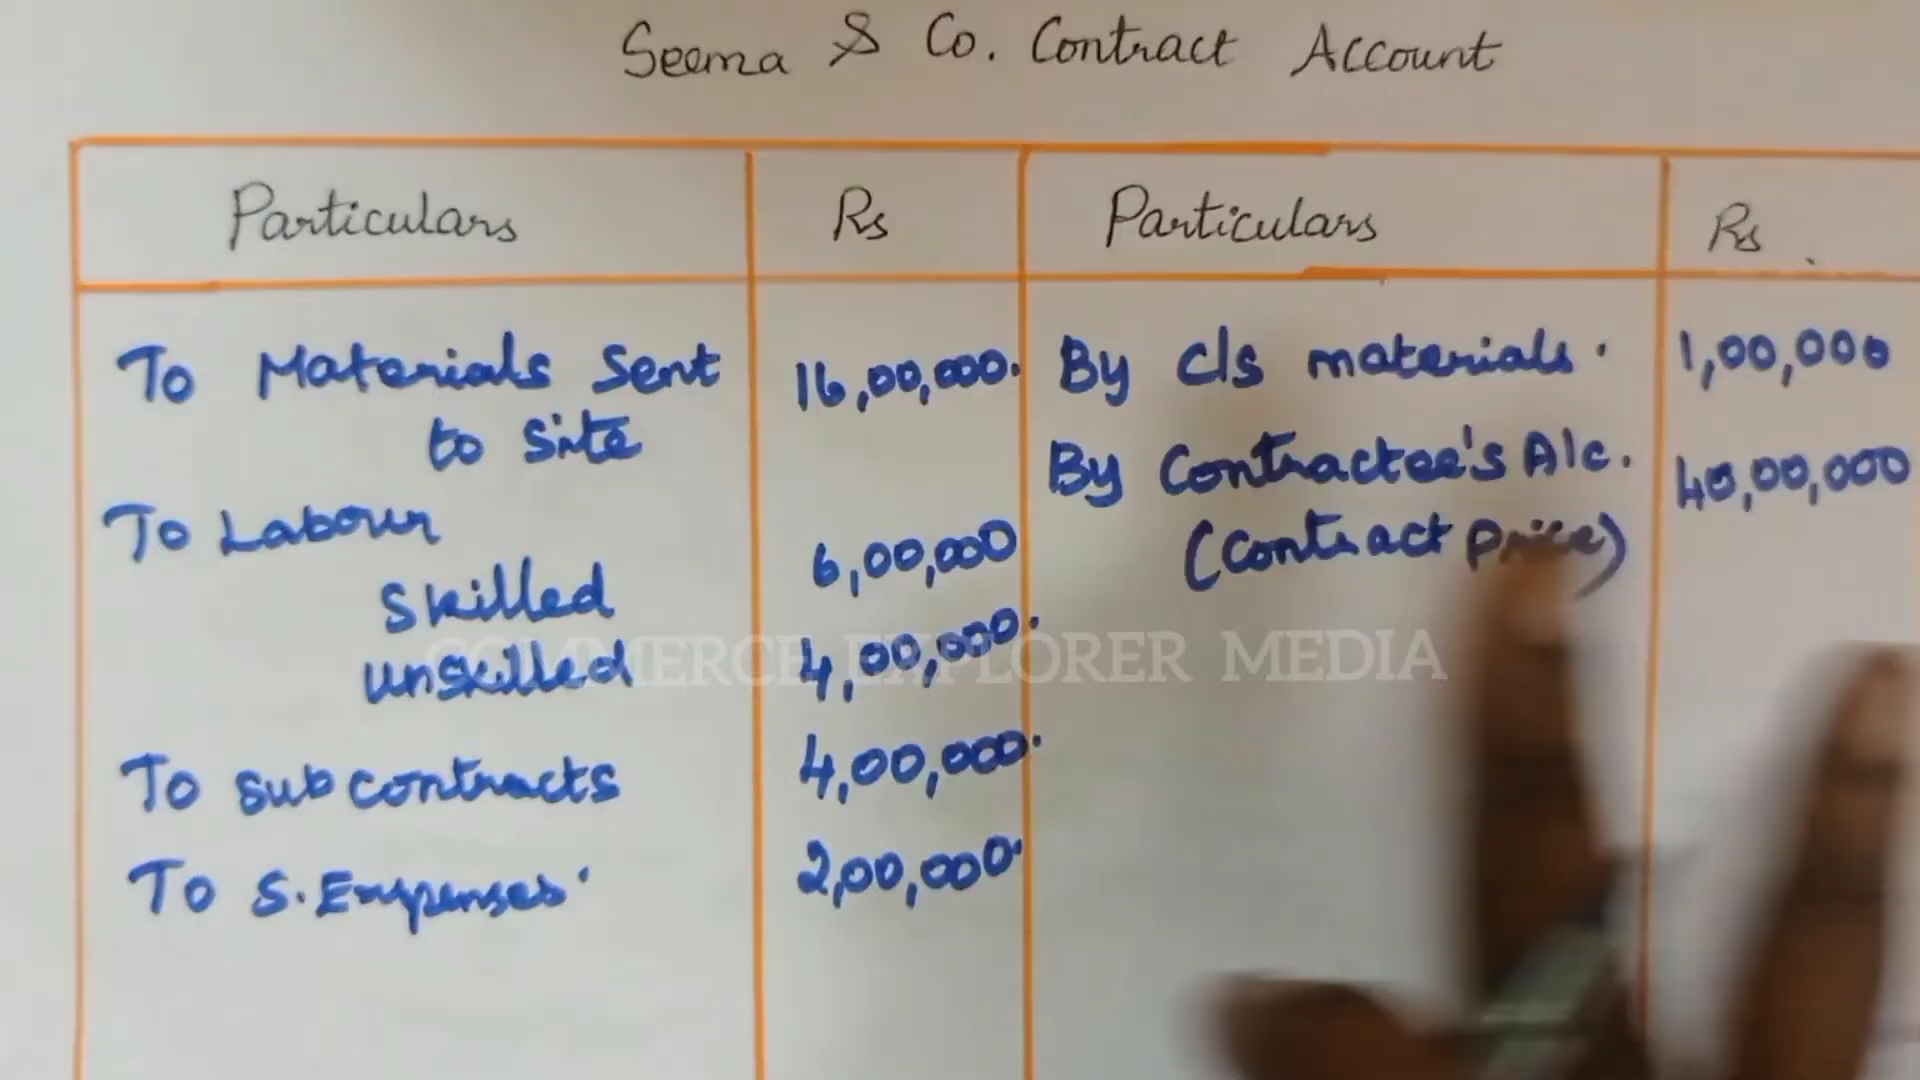 Seema & Co. Contract Account
Particulars Rs Particulars Rs.
To Materials Sent 16,00,000. By c/s materials. 1,00,000
to Site By Contractee's A/c. 40,00,000
To Labour (Contract price)
Skilled 6,00,000
unskilled 4,00,000.
COMMERCE EXPLORER MEDIA
To Subcontracts 4,00,000.
To S. Expenses. 2,00,000.